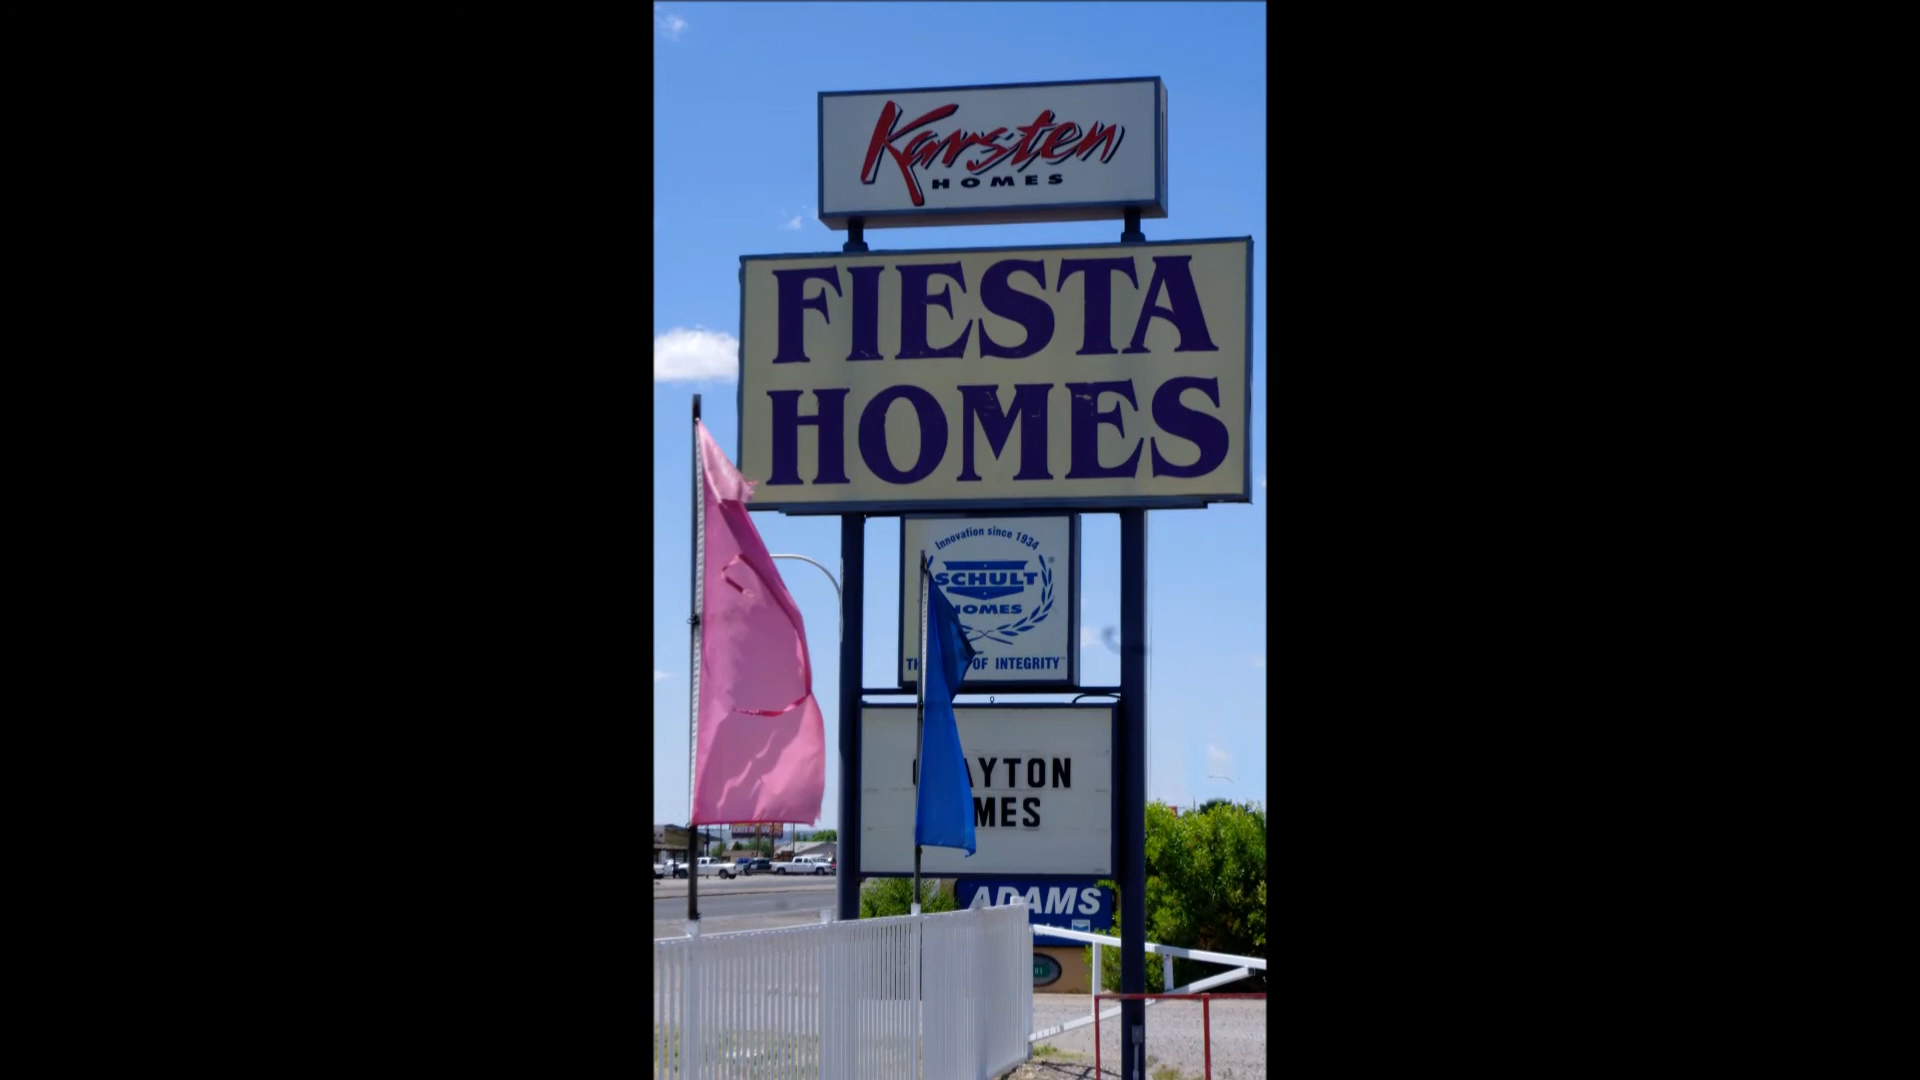 Karsten
HOMES
FIESTA
HOMES
Innovation since 1934
SCHULT
HOMES
OF INTEGRITY
AYTON
MES
ADAMS